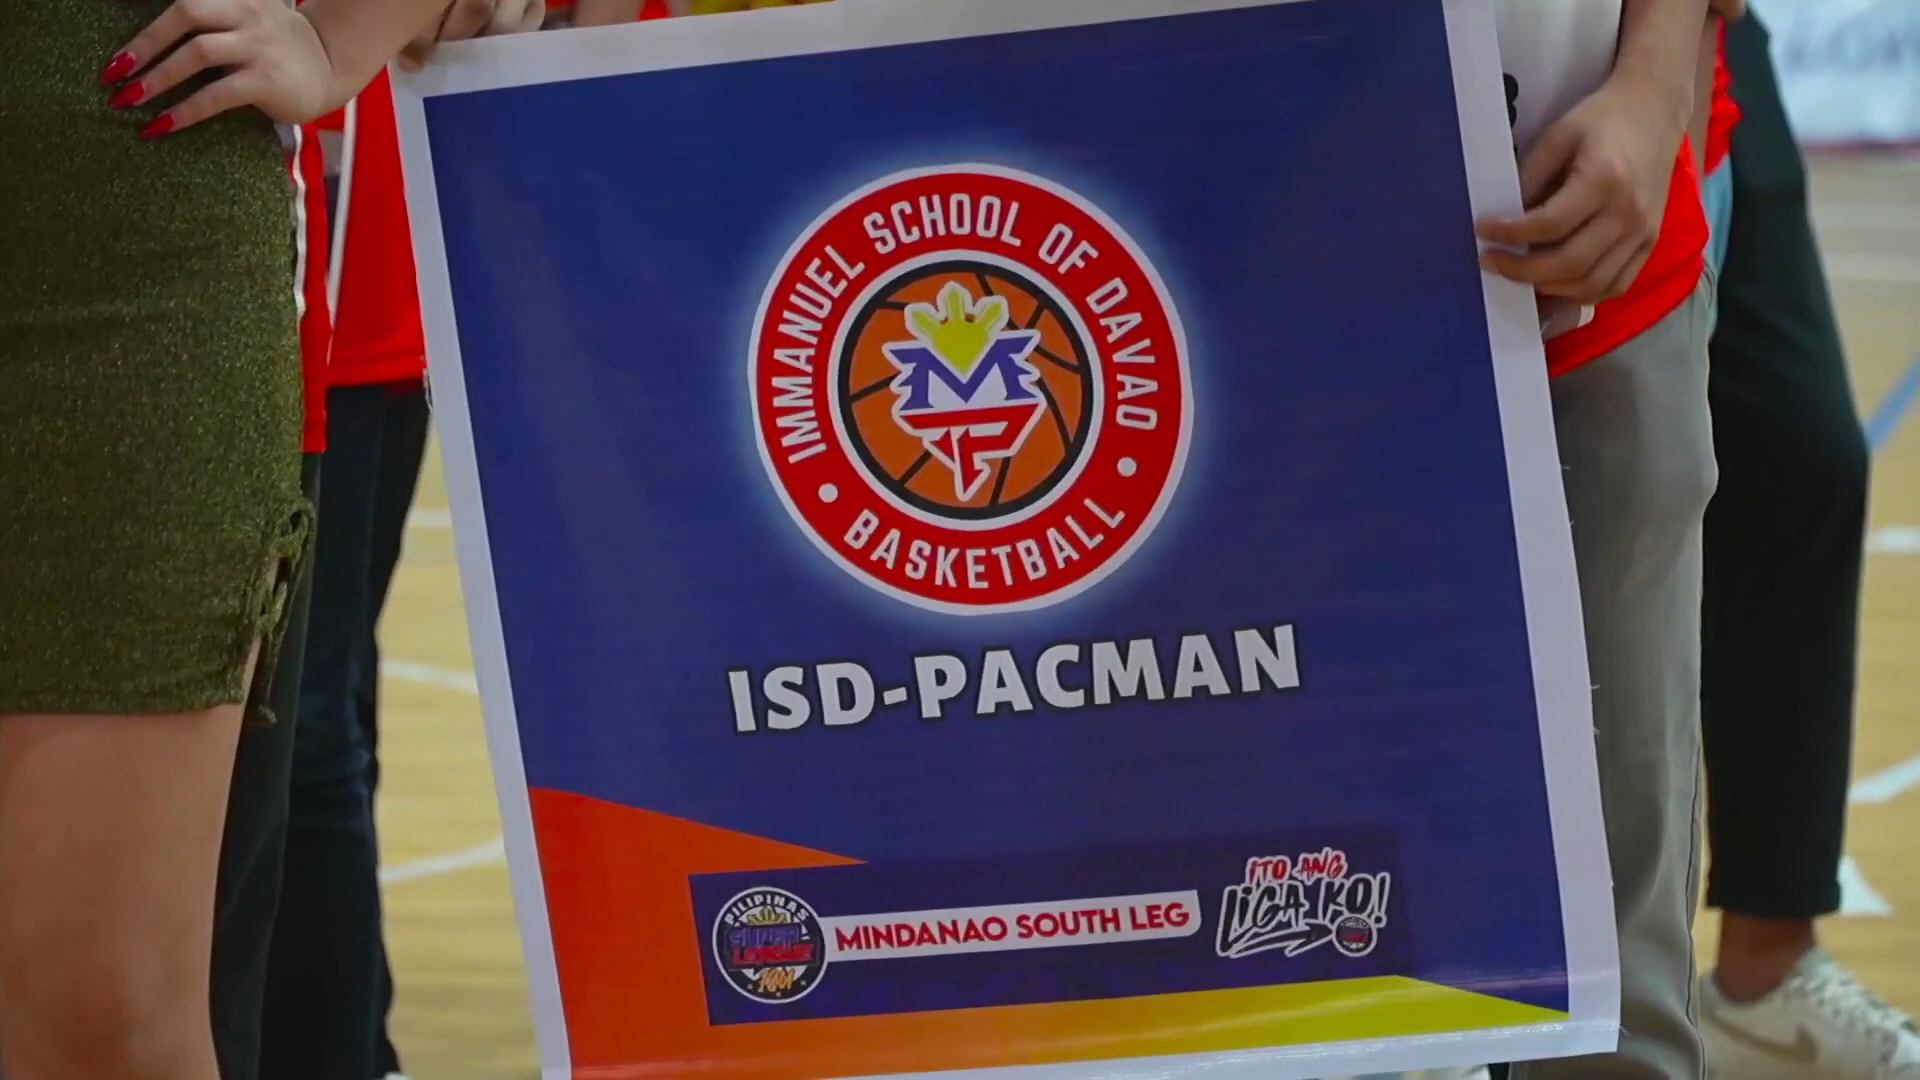 IMMANUEL SCHOOL OF DAVAO
BASKETBALL
ISD-PACMAN
PILIPINAS
SUPER
LEAGUE
MINDANAO SOUTH LEG
ITO ANG
LIGA KO!